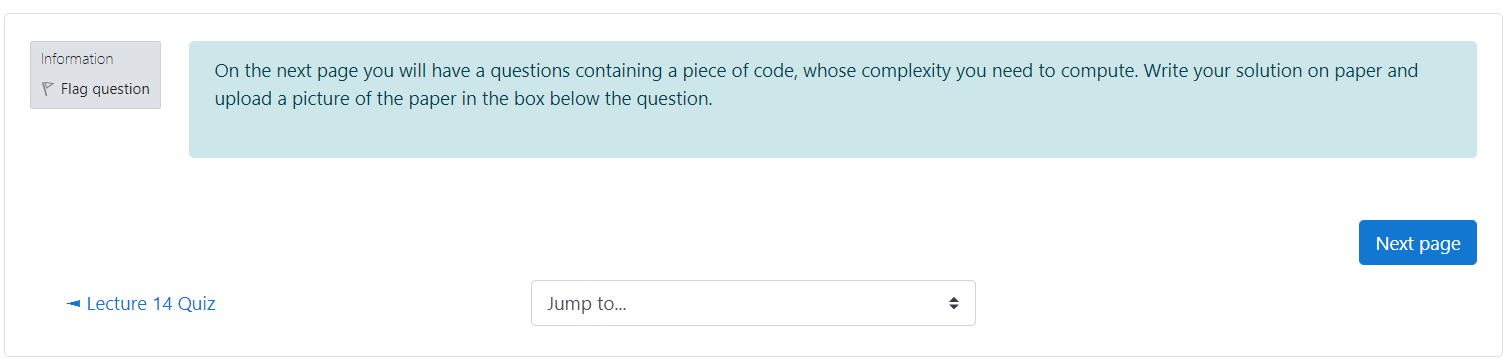 Information
Flag question
On the next page you will have a questions containing a piece of code, whose complexity you need to compute. Write your solution on paper and
upload a picture of the paper in the box below the question.
Next page
◄ Lecture 14 Quiz
Jump to...